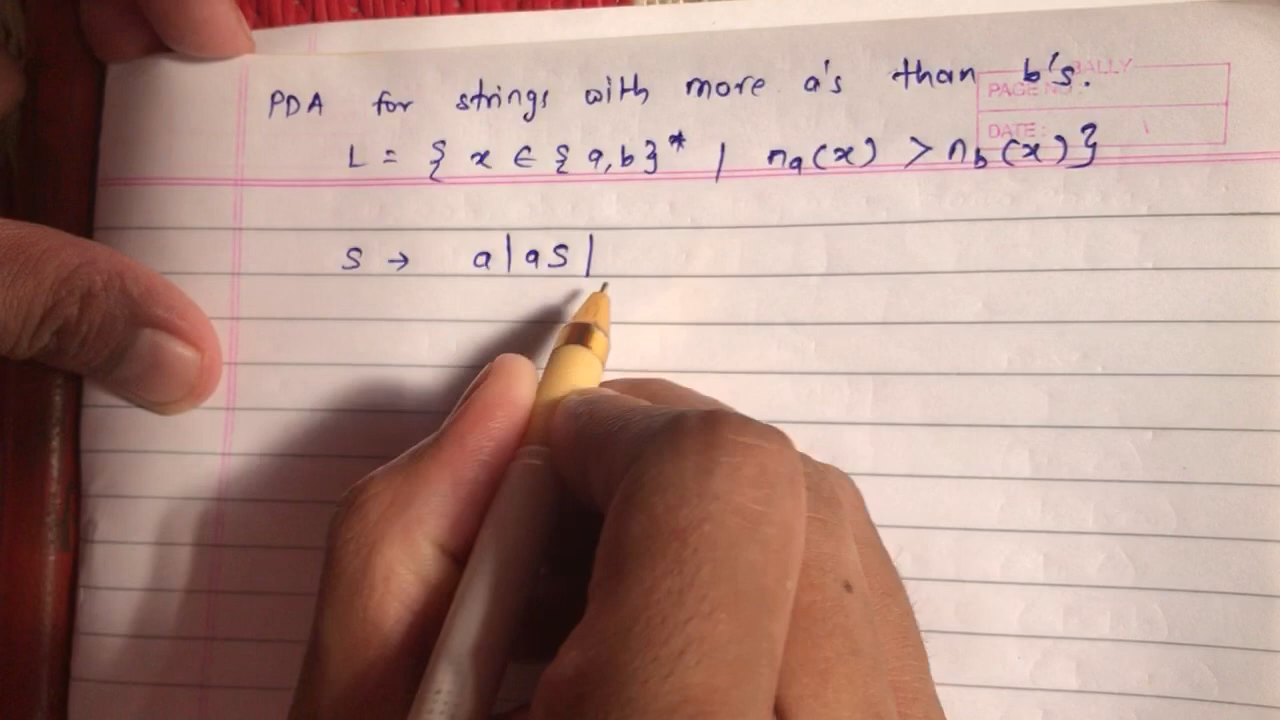 PDA for strings with more a's than b's.
L = { x ∈ { a,b }* | na(x) > nb(x) }
PAGE NO :
DATE :
S → a | aS |